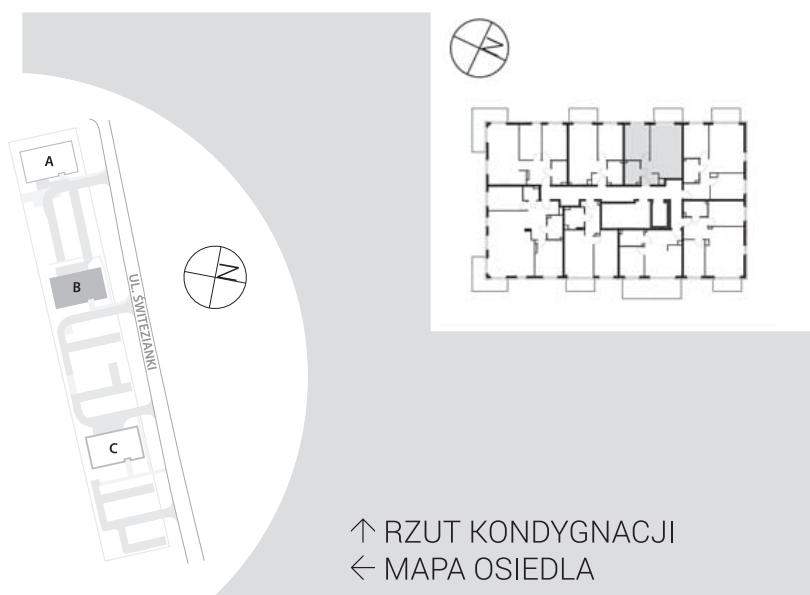 N
A
B
N
UL. ŚWITEZIANKI
C
↑ RZUT KONDYGNACJI
← MAPA OSIEDLA